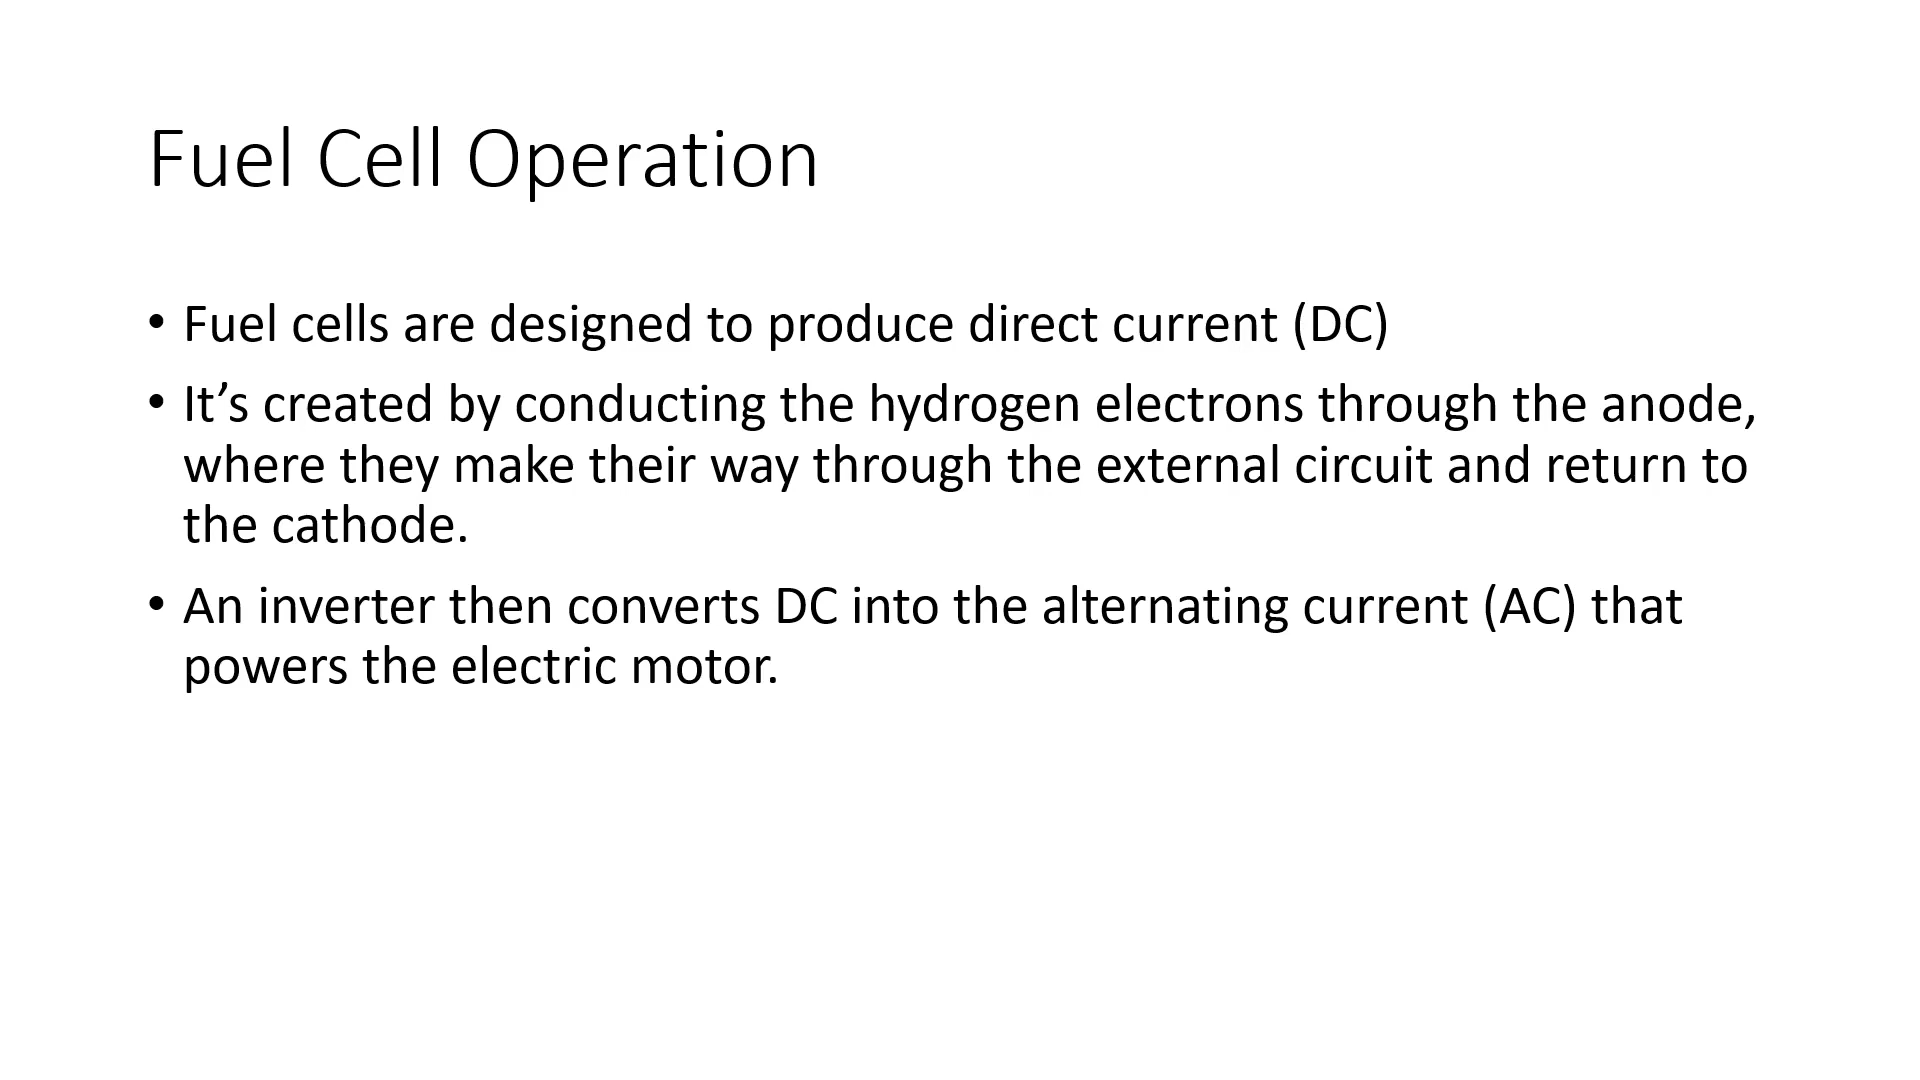 Fuel Cell Operation
• Fuel cells are designed to produce direct current (DC)
• It’s created by conducting the hydrogen electrons through the anode,
where they make their way through the external circuit and return to
the cathode.
• An inverter then converts DC into the alternating current (AC) that
powers the electric motor.